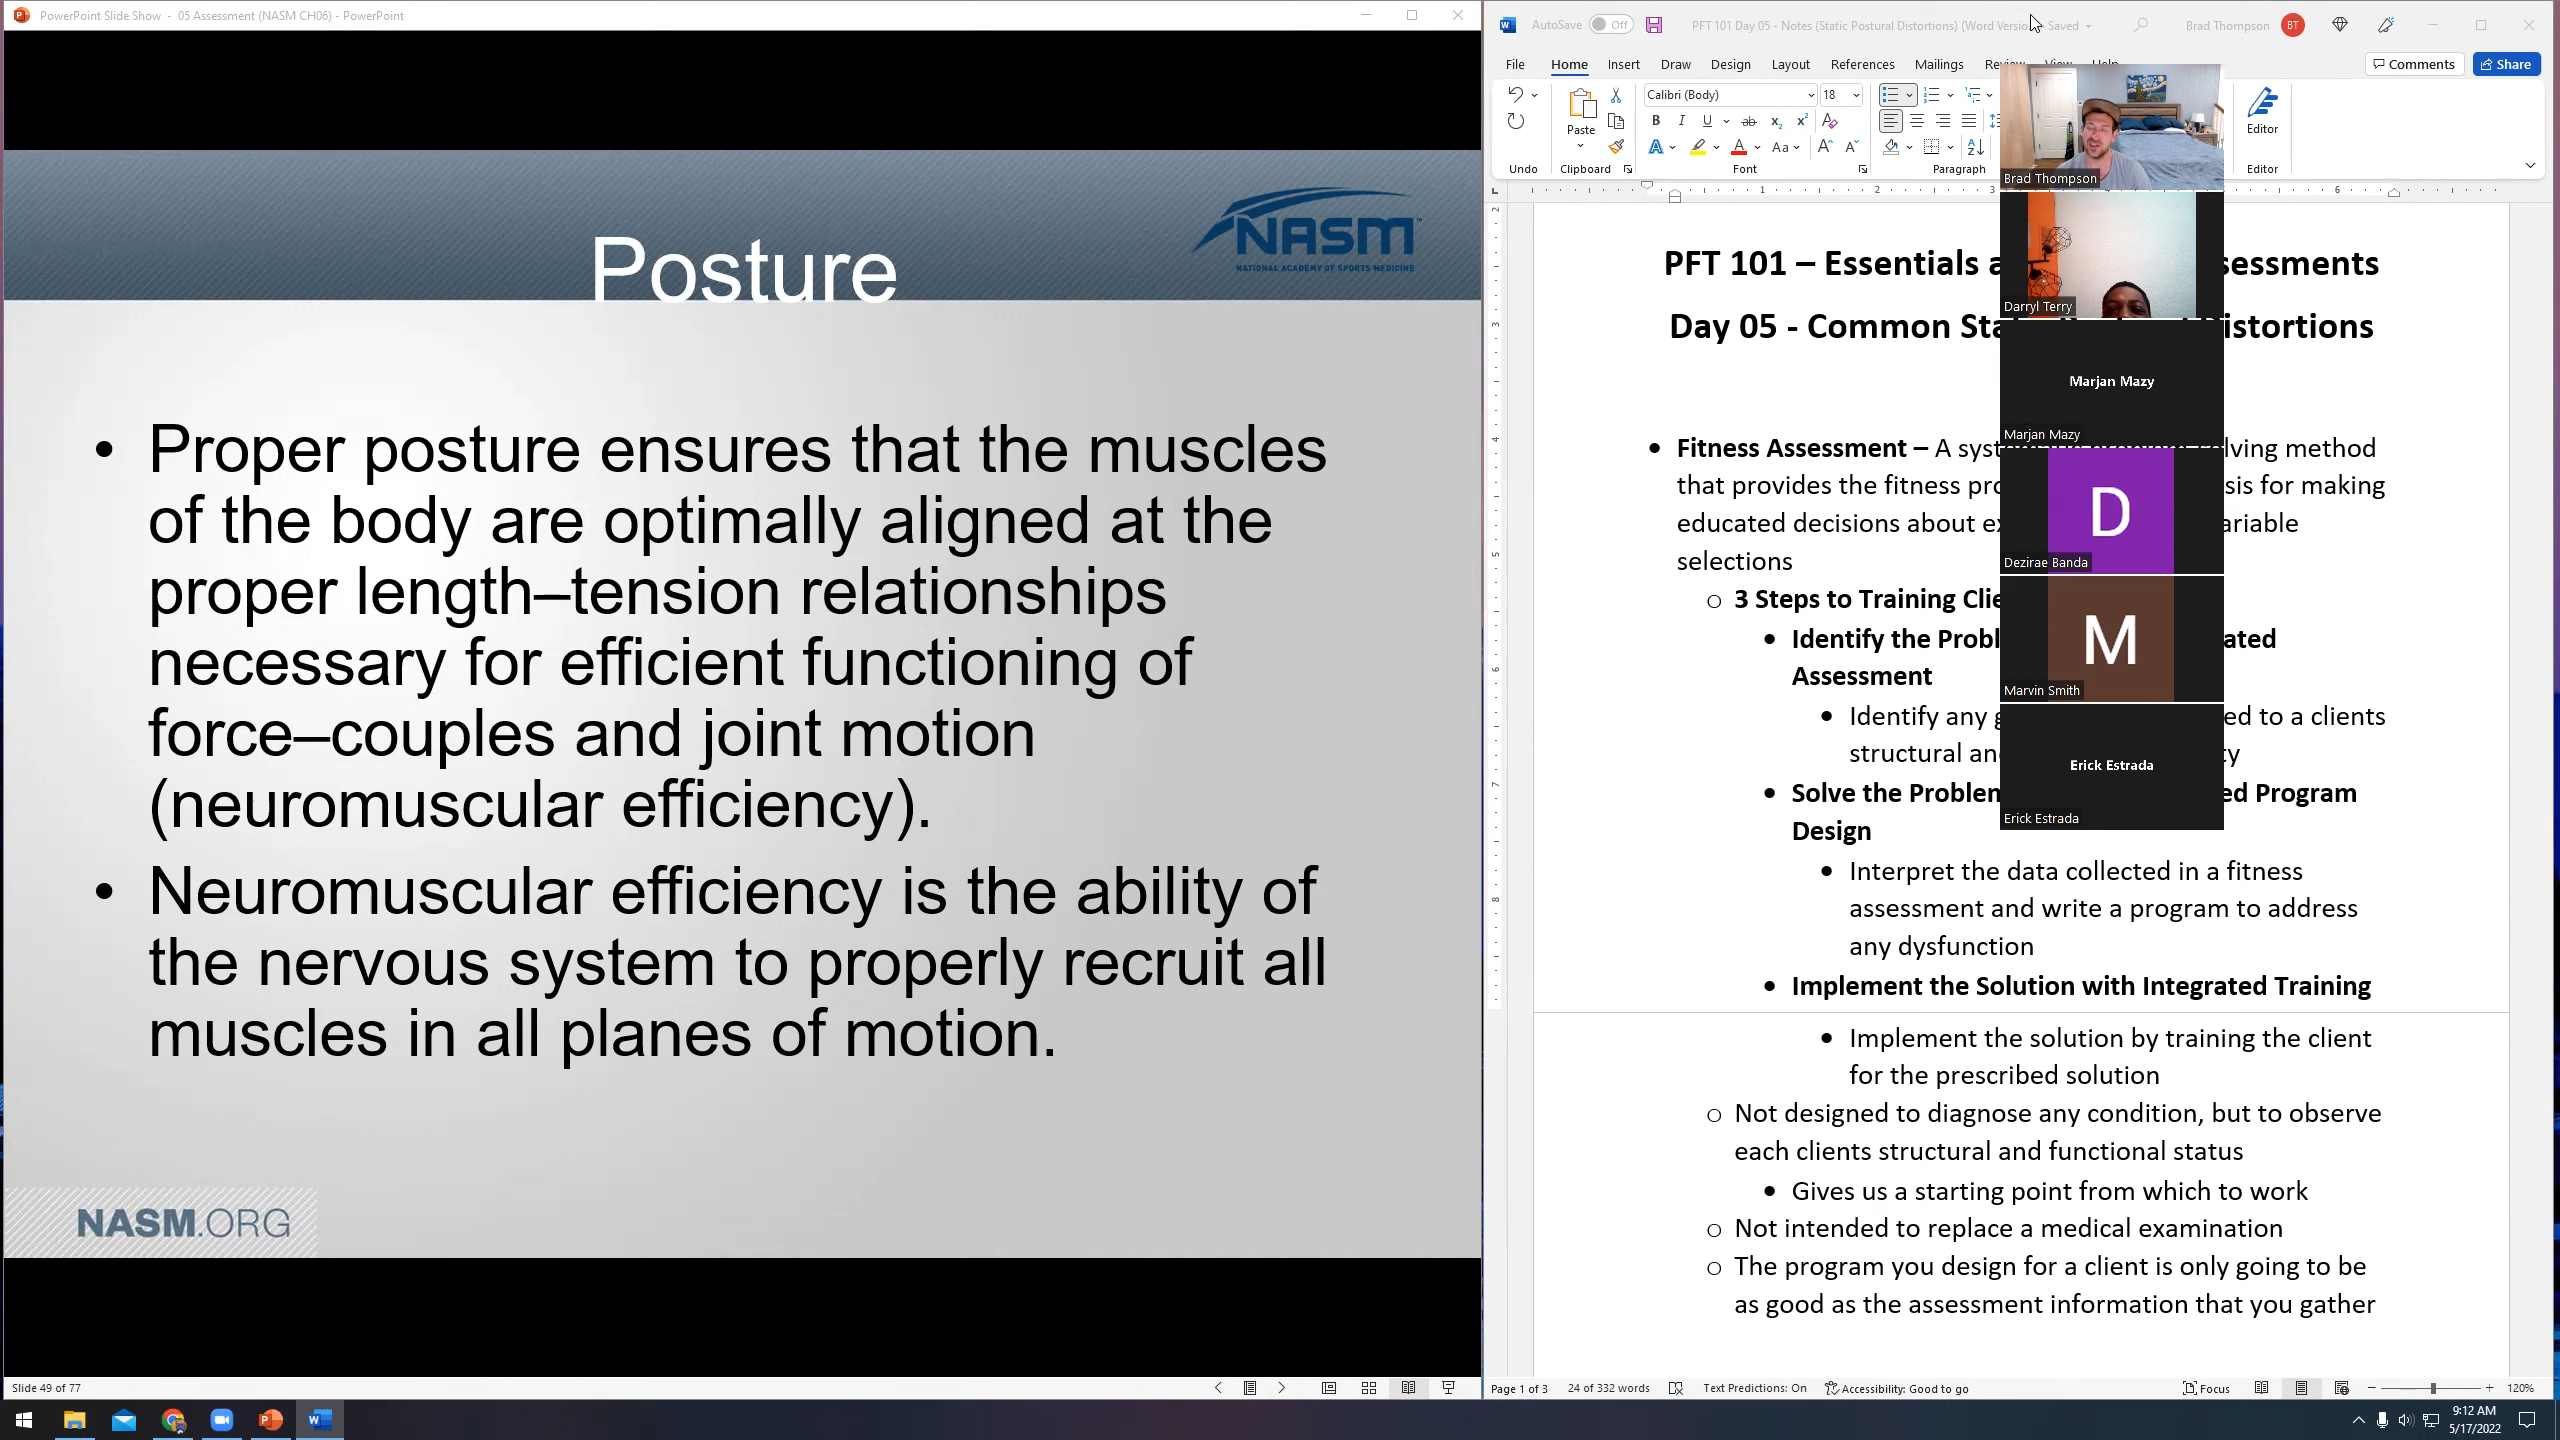 PowerPoint Slide Show - 05 Assessment (NASM CH06) - PowerPoint
Posture
NASM
NATIONAL ACADEMY OF SPORTS MEDICINE
• Proper posture ensures that the muscles
of the body are optimally aligned at the
proper length–tension relationships
necessary for efficient functioning of
force–couples and joint motion
(neuromuscular efficiency).
• Neuromuscular efficiency is the ability of
the nervous system to properly recruit all
muscles in all planes of motion.
NASM.ORG
Slide 49 of 77
AutoSave Off PFT 101 Day 05 - Notes (Static Postural Distortions) (Word Versio Saved Brad Thompson BT
File Home Insert Draw Design Layout References Mailings Review View Help Comments Share
Calibri (Body) 18
Paste
Editor
Undo Clipboard Font Paragraph Editor
Brad Thompson
Darryl Terry
Marjan Mazy
Marjan Mazy
D
Dezirae Banda
M
Marvin Smith
Erick Estrada
Erick Estrada
PFT 101 – Essentials a sessments
Day 05 - Common Sta istortions
• Fitness Assessment – A syst lving method
that provides the fitness pro sis for making
educated decisions about ex ariable
selections
o 3 Steps to Training Clie
• Identify the Probl ated
Assessment
• Identify any g ed to a clients
structural an ty
• Solve the Problem ed Program
Design
• Interpret the data collected in a fitness
assessment and write a program to address
any dysfunction
• Implement the Solution with Integrated Training
• Implement the solution by training the client
for the prescribed solution
o Not designed to diagnose any condition, but to observe
each clients structural and functional status
• Gives us a starting point from which to work
o Not intended to replace a medical examination
o The program you design for a client is only going to be
as good as the assessment information that you gather
Page 1 of 3 24 of 332 words Text Predictions: On Accessibility: Good to go Focus 120%
9:12 AM
5/17/2022